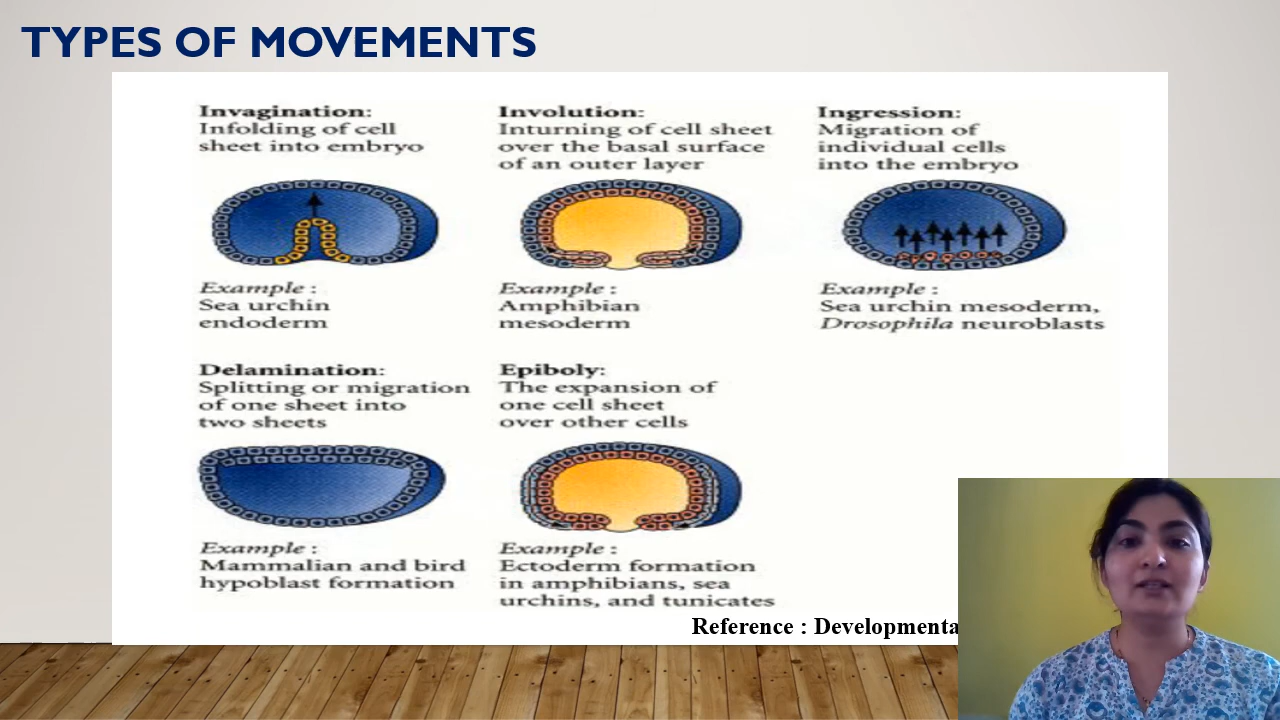 TYPES OF MOVEMENTS
Invagination:
Infolding of cell
sheet into embryo
Example :
Sea urchin
endoderm
Involution:
Inturning of cell sheet
over the basal surface
of an outer layer
Example :
Amphibian
mesoderm
Ingression:
Migration of
individual cells
into the embryo
Example :
Sea urchin mesoderm,
Drosophila neuroblasts
Delamination:
Splitting or migration
of one sheet into
two sheets
Example :
Mammalian and bird
hypoblast formation
Epiboly:
The expansion of
one cell sheet
over other cells
Example :
Ectoderm formation
in amphibians, sea
urchins, and tunicates
Reference : Developmenta